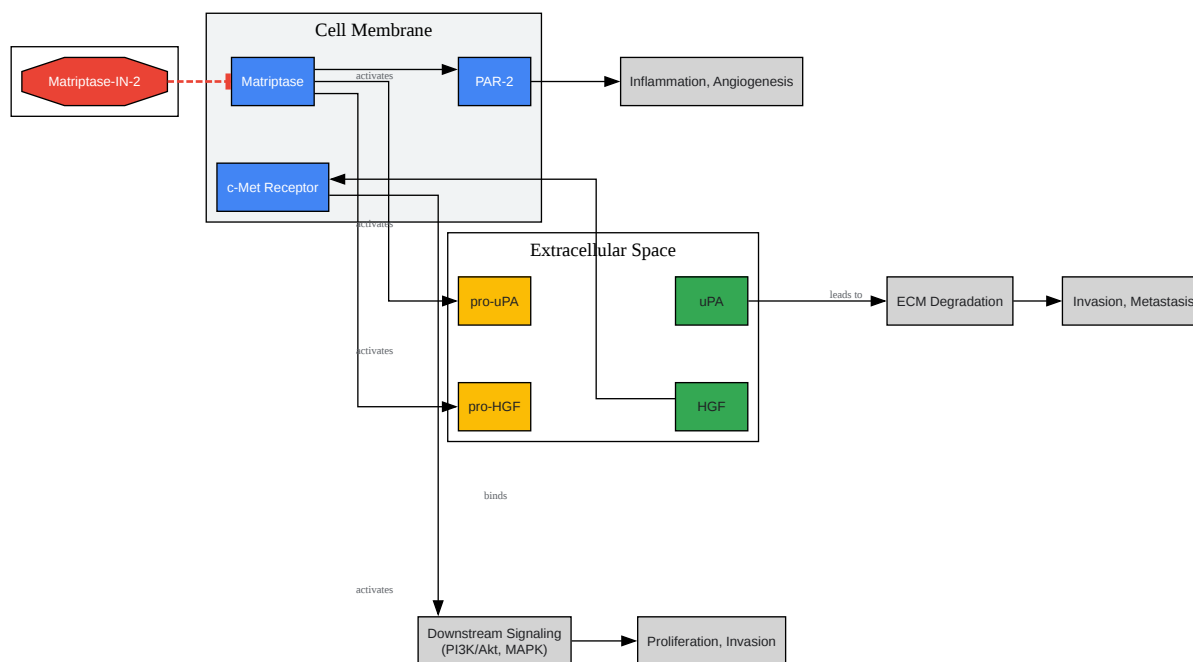 Cell Membrane
Matriptase-IN-2
Matriptase
activates
PAR-2
Inflammation, Angiogenesis
c-Met Receptor
activates
Extracellular Space
pro-uPA
uPA
leads to
ECM Degradation
Invasion, Metastasis
activates
pro-HGF
HGF
binds
activates
Downstream Signaling
(PI3K/Akt, MAPK)
Proliferation, Invasion